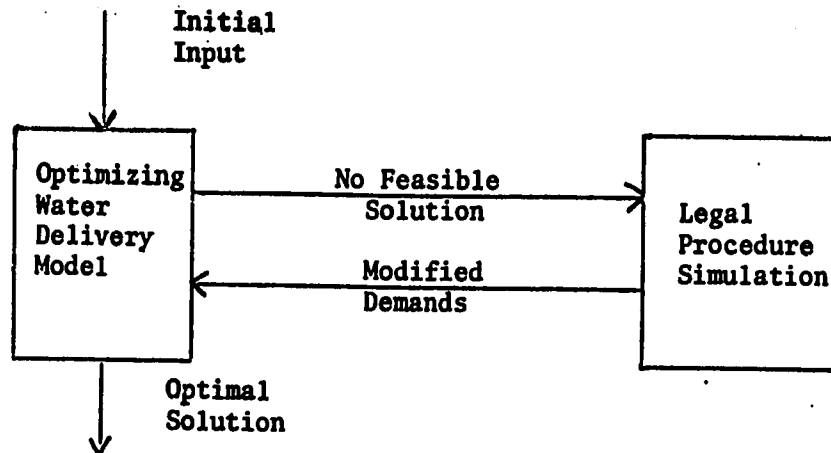 Initial
Input
Optimizing
Water
Delivery
Model
No Feasible
Solution
Modified
Demands
Legal
Procedure
Simulation
Optimal
Solution